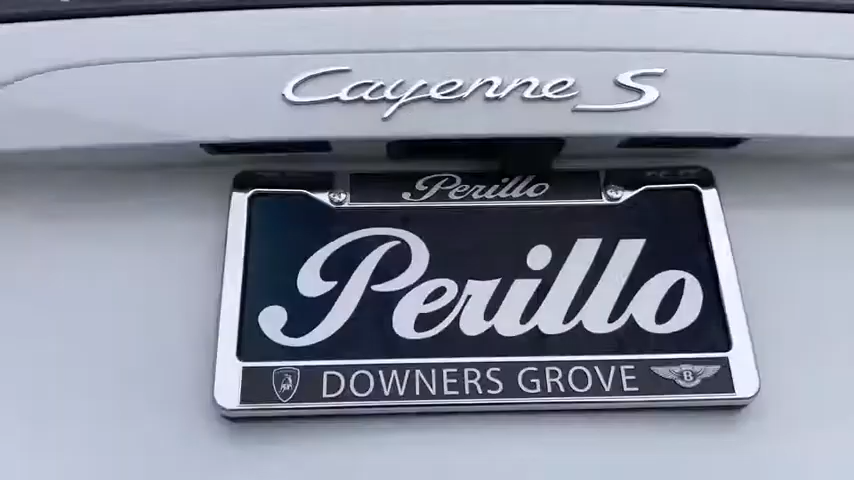 Cayenne S
Perillo
Perillo
DOWNERS GROVE
B